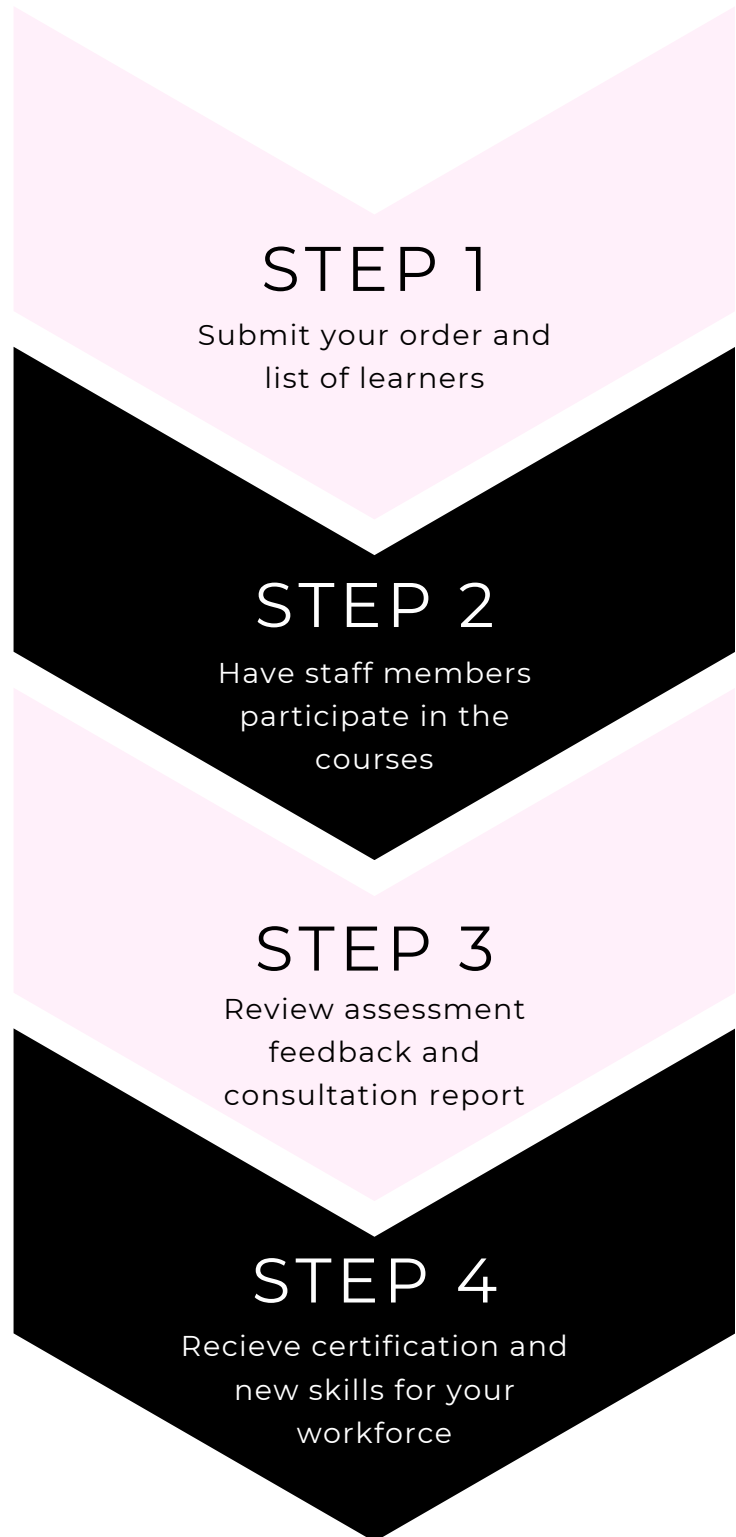 STEP 1
Submit your order and
list of learners
STEP 2
Have staff members
participate in the
courses
STEP 3
Review assessment
feedback and
consultation report
STEP 4
Recieve certification and
new skills for your
workforce